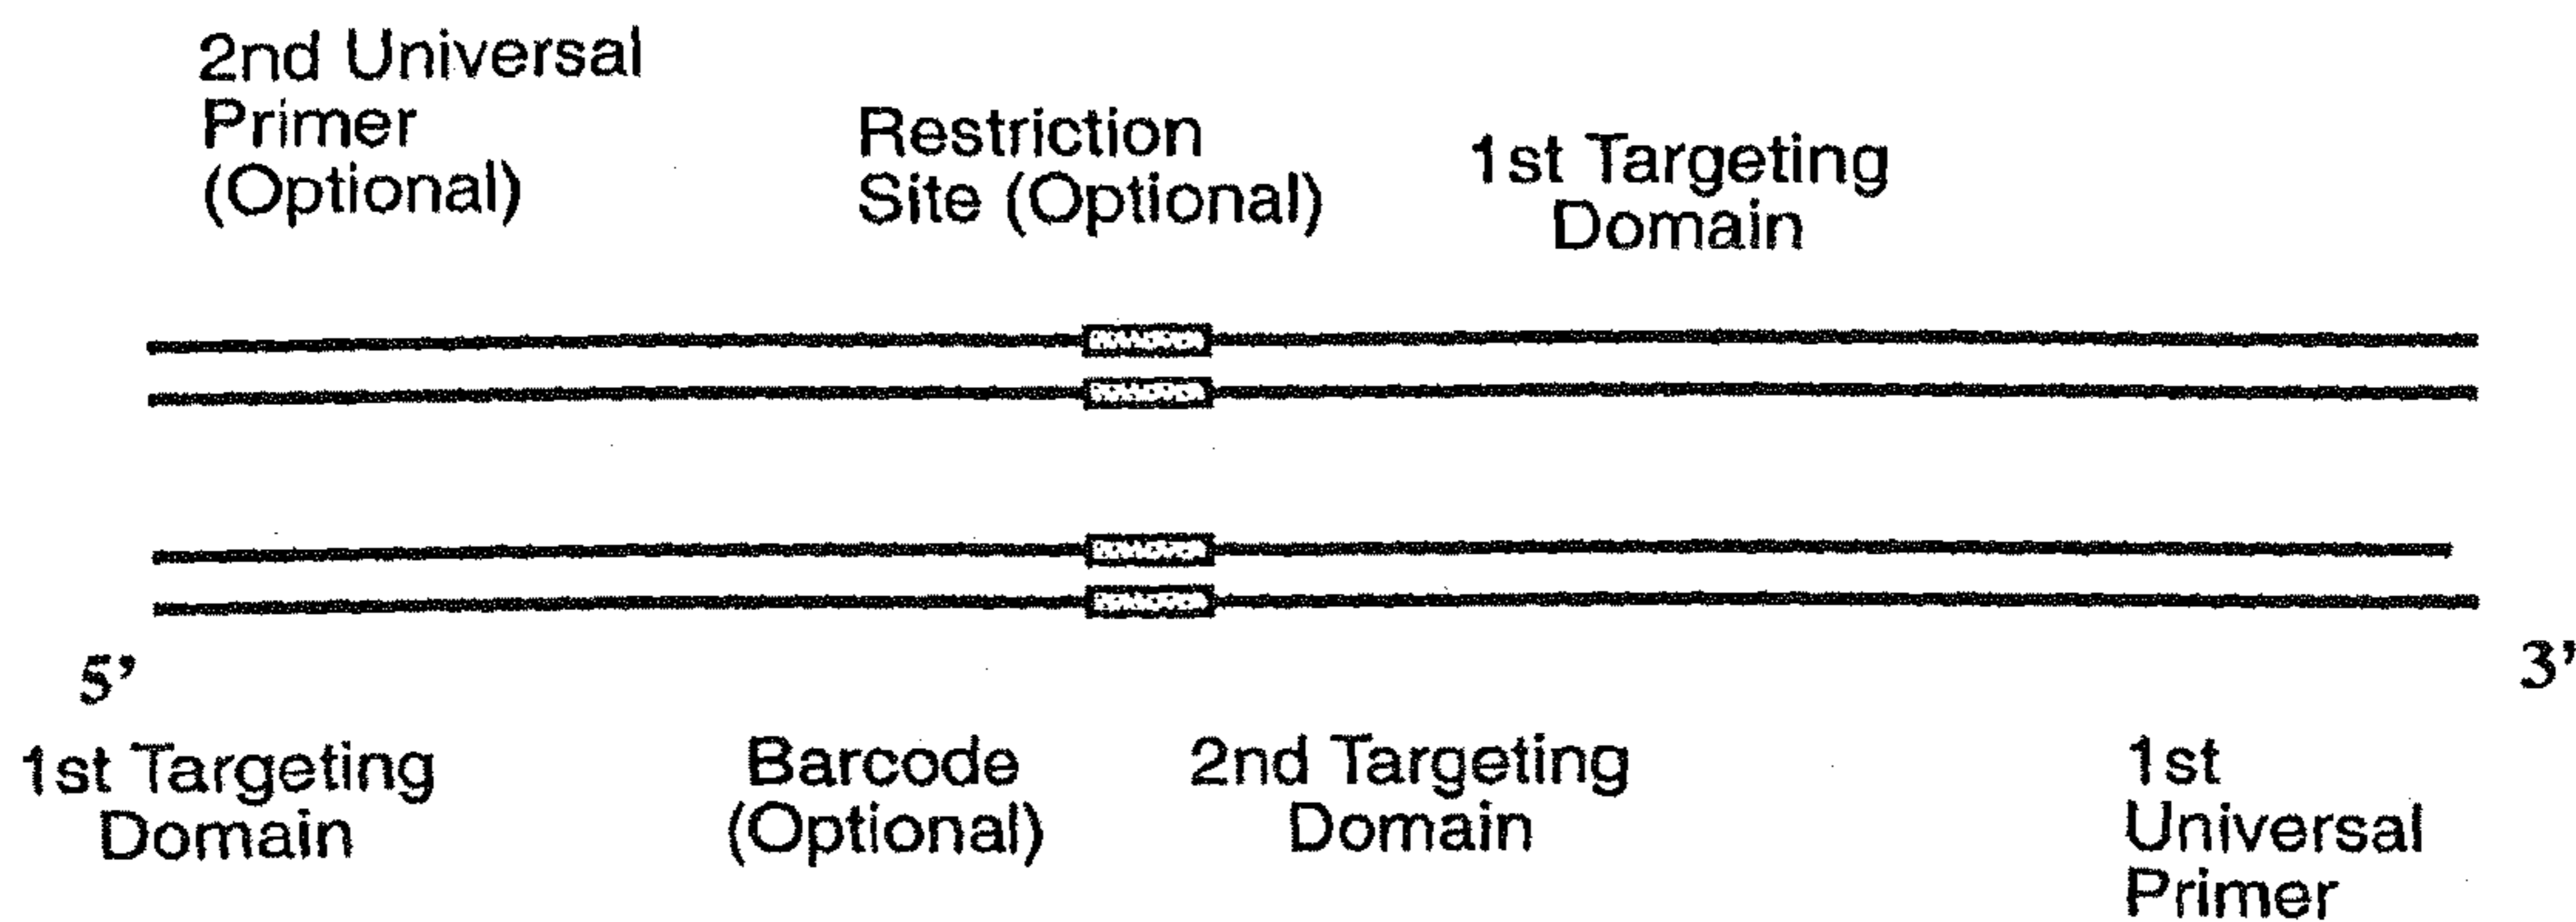 2nd Universal
Primer
(Optional)
Restriction
Site (Optional)
1st Targeting
Domain
5’
3’
1st Targeting
Domain
Barcode
(Optional)
2nd Targeting
Domain
1st
Universal
Primer